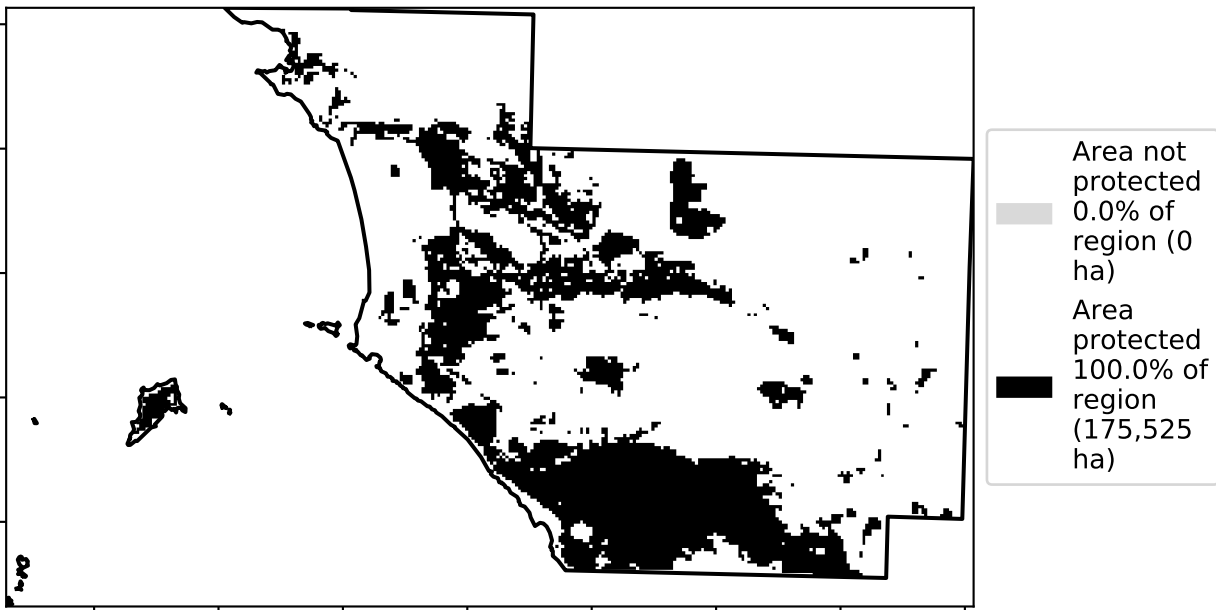 Area not
protected
0.0% of
region (0
ha)
Area
protected
100.0% of
region
(175,525
ha)